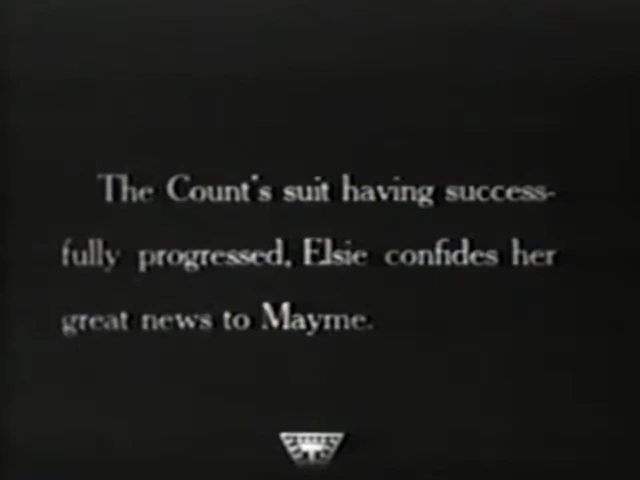 The Count's suit having success-
fully progressed, Elsie confides her
great news to Mayme.